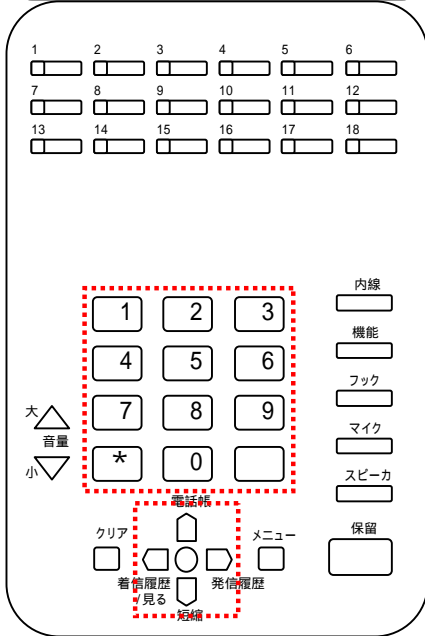 1 2 3 4 5 6
7 8 9 10 11 12
13 14 15 16 17 18
内線
1 2 3
機能
4 5 6
フック
大
7 8 9
音量
マイク
小
* 0
スピーカ
電話帳
クリア
メニュー
保留
着信履歴
/見る
発信履歴
短縮